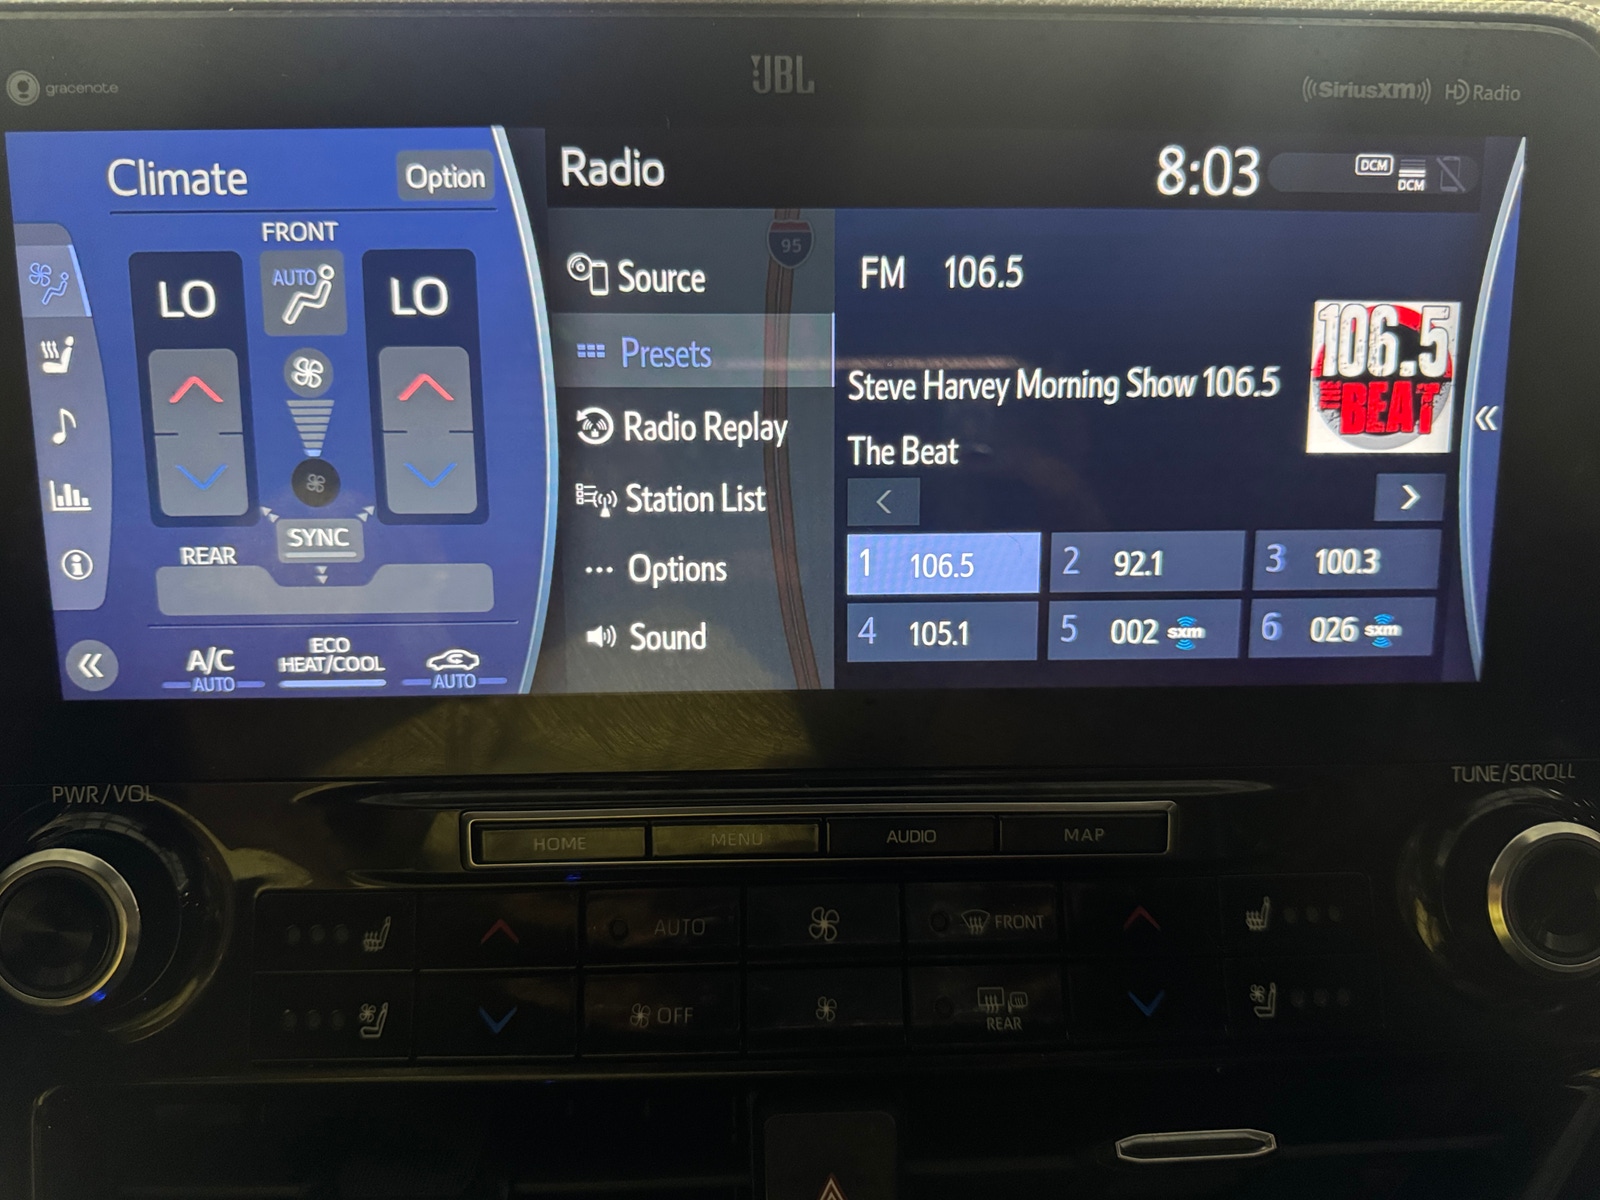 gracenote
JBL
SiriusXM HD Radio
Climate
Option
FRONT
LO
AUTO
LO
SYNC
REAR
A/C
AUTO
ECO
HEAT/COOL
AUTO
Radio
8:03
DCM
DCM
95
Source
Presets
Radio Replay
Station List
Options
Sound
FM 106.5
Steve Harvey Morning Show 106.5
The Beat
106.5
THE
BEAT
<
>
1 106.5
2 92.1
3 100.3
4 105.1
5 002 sxm
6 026 sxm
PWR/VOL
TUNE/SCROLL
HOME
MENU
AUDIO
MAP
AUTO
FRONT
OFF
REAR